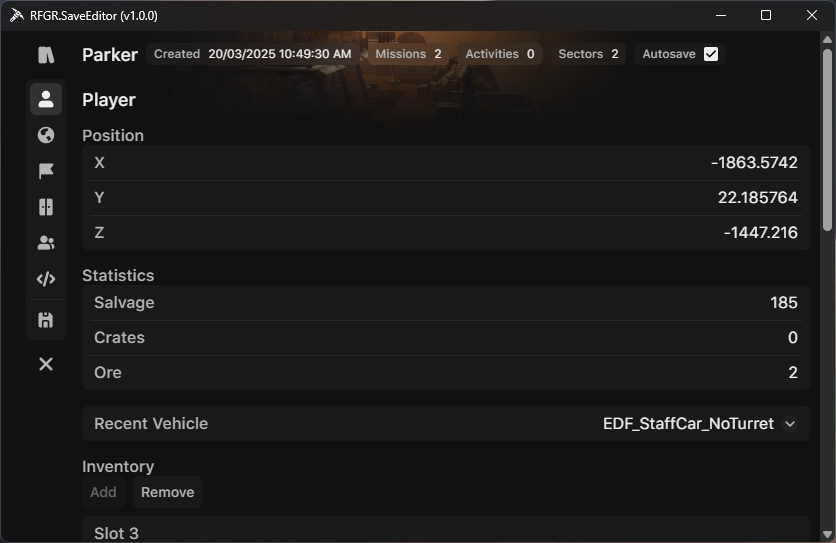 RFGR.SaveEditor (v1.0.0)
Parker Created 20/03/2025 10:49:30 AM Missions 2 Activities 0 Sectors 2 Autosave
Player
Position
X -1863.5742
Y 22.185764
Z -1447.216
Statistics
Salvage 185
Crates 0
Ore 2
Recent Vehicle EDF_StaffCar_NoTurret
Inventory
Add Remove
Slot 3